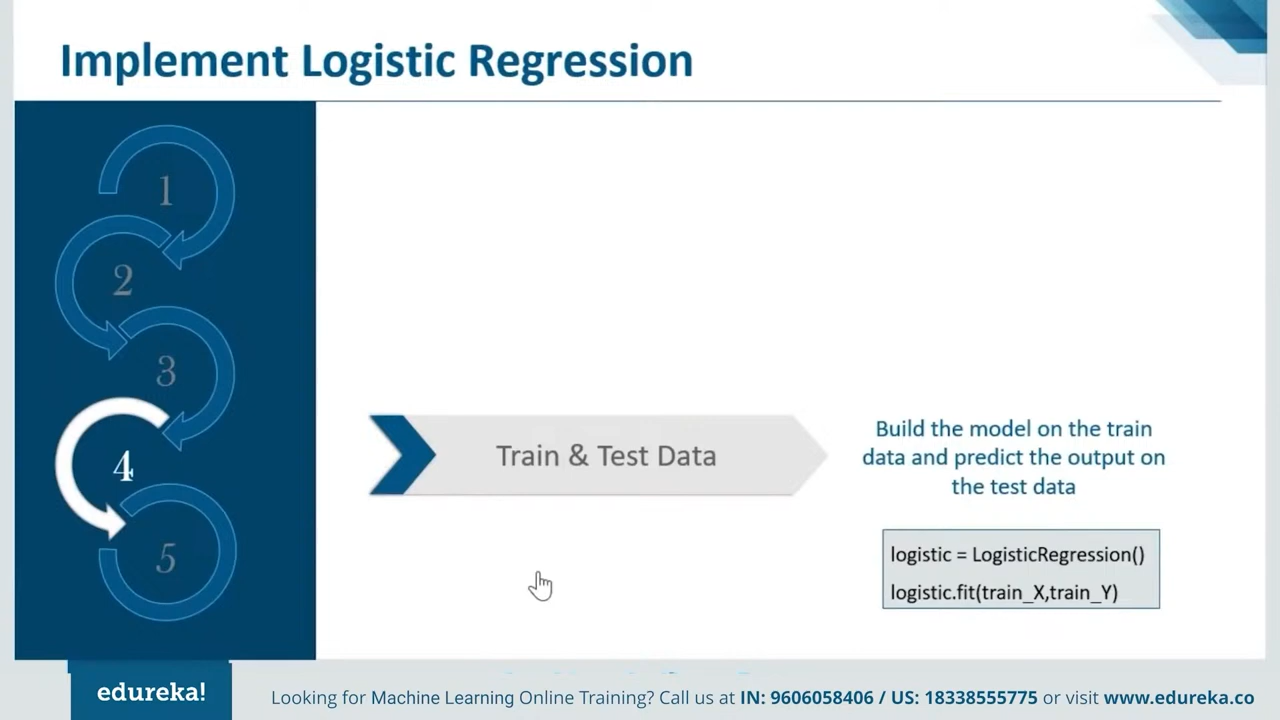 Implement Logistic Regression
1
2
3
4
5
Train & Test Data
Build the model on the train
data and predict the output on
the test data
logistic = LogisticRegression()
logistic.fit(train_X,train_Y)
edureka!
Looking for Machine Learning Online Training? Call us at IN: 9606058406 / US: 18338555775 or visit www.edureka.co